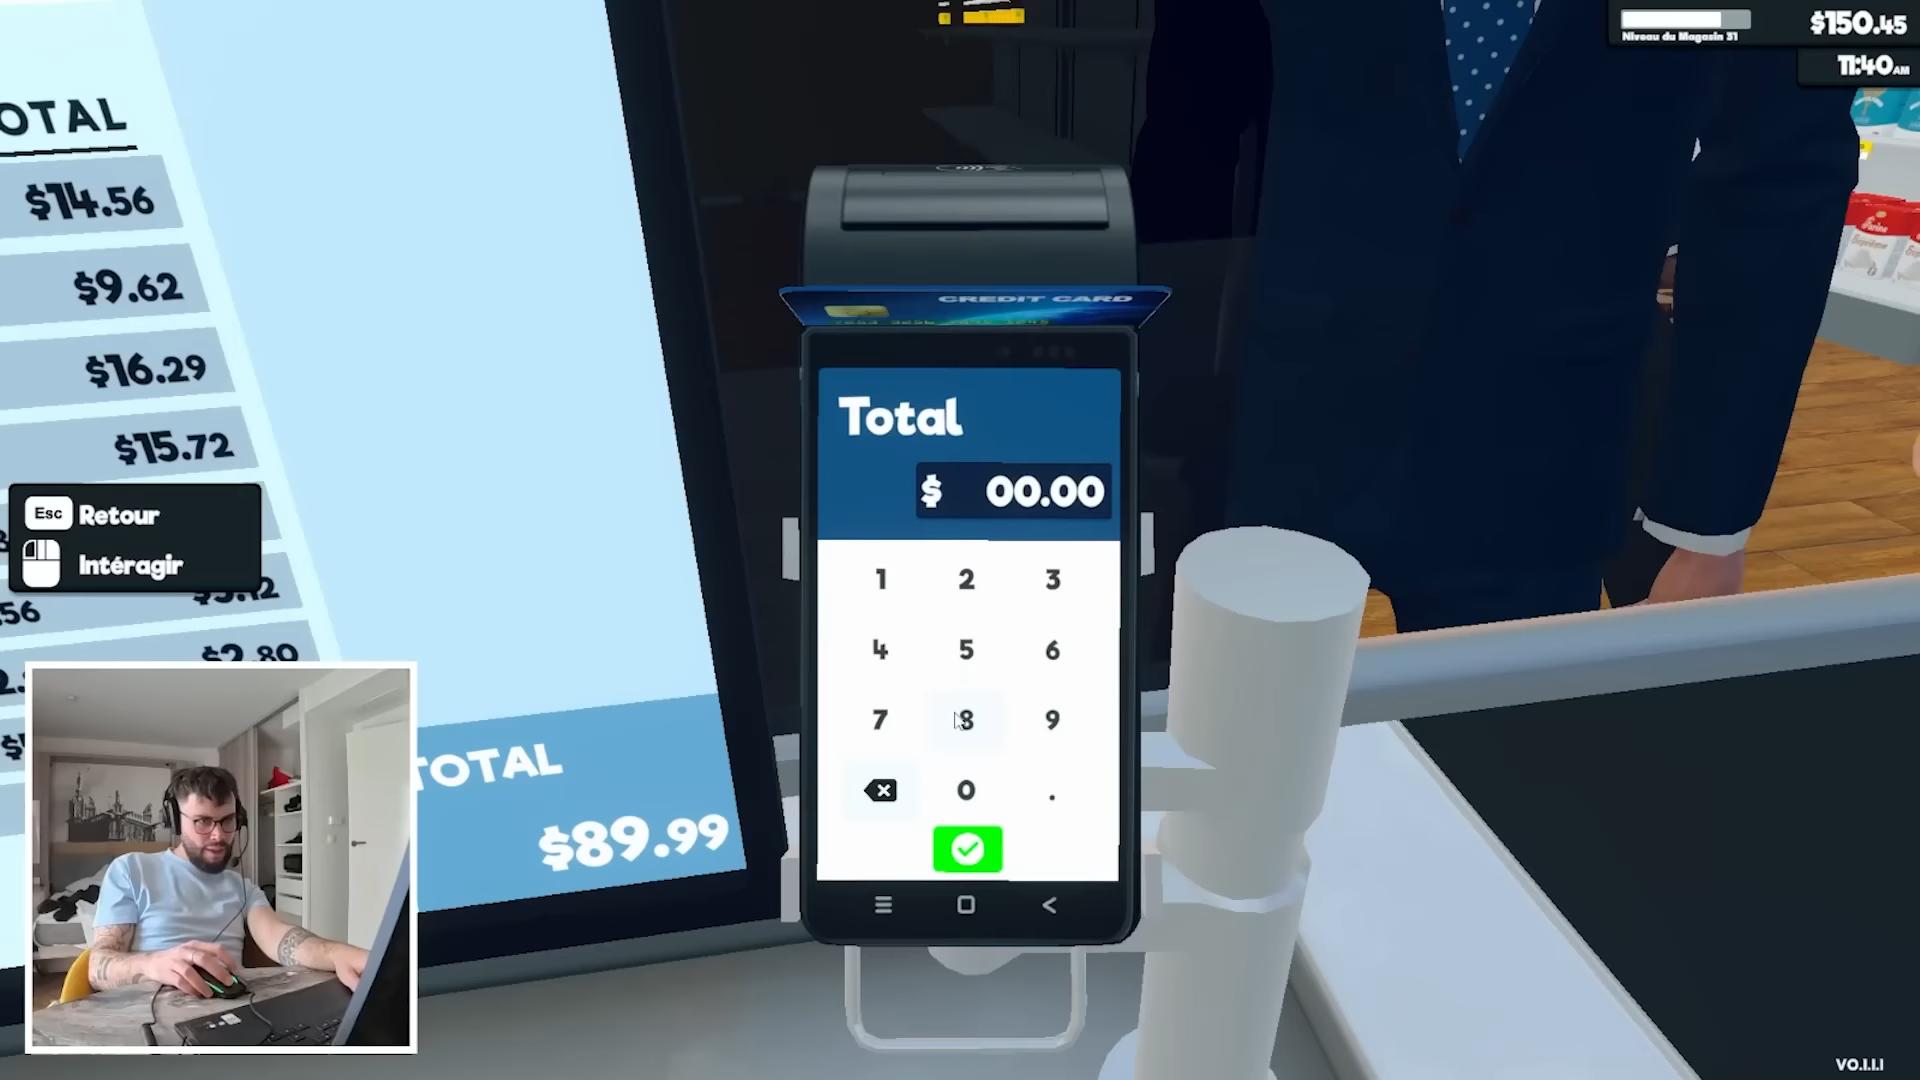 $150.45
Niveau du Magasin 31
11:40AM
OTAL
$14.56
$9.62
$16.29
$15.72
Esc Retour
Intéragir
.56
$2.80
TOTAL
$89.99
CREDIT CARD
Total
$ 00.00
1 2 3
4 5 6
7 8 9
0 .
Farine
V0.1.1.1